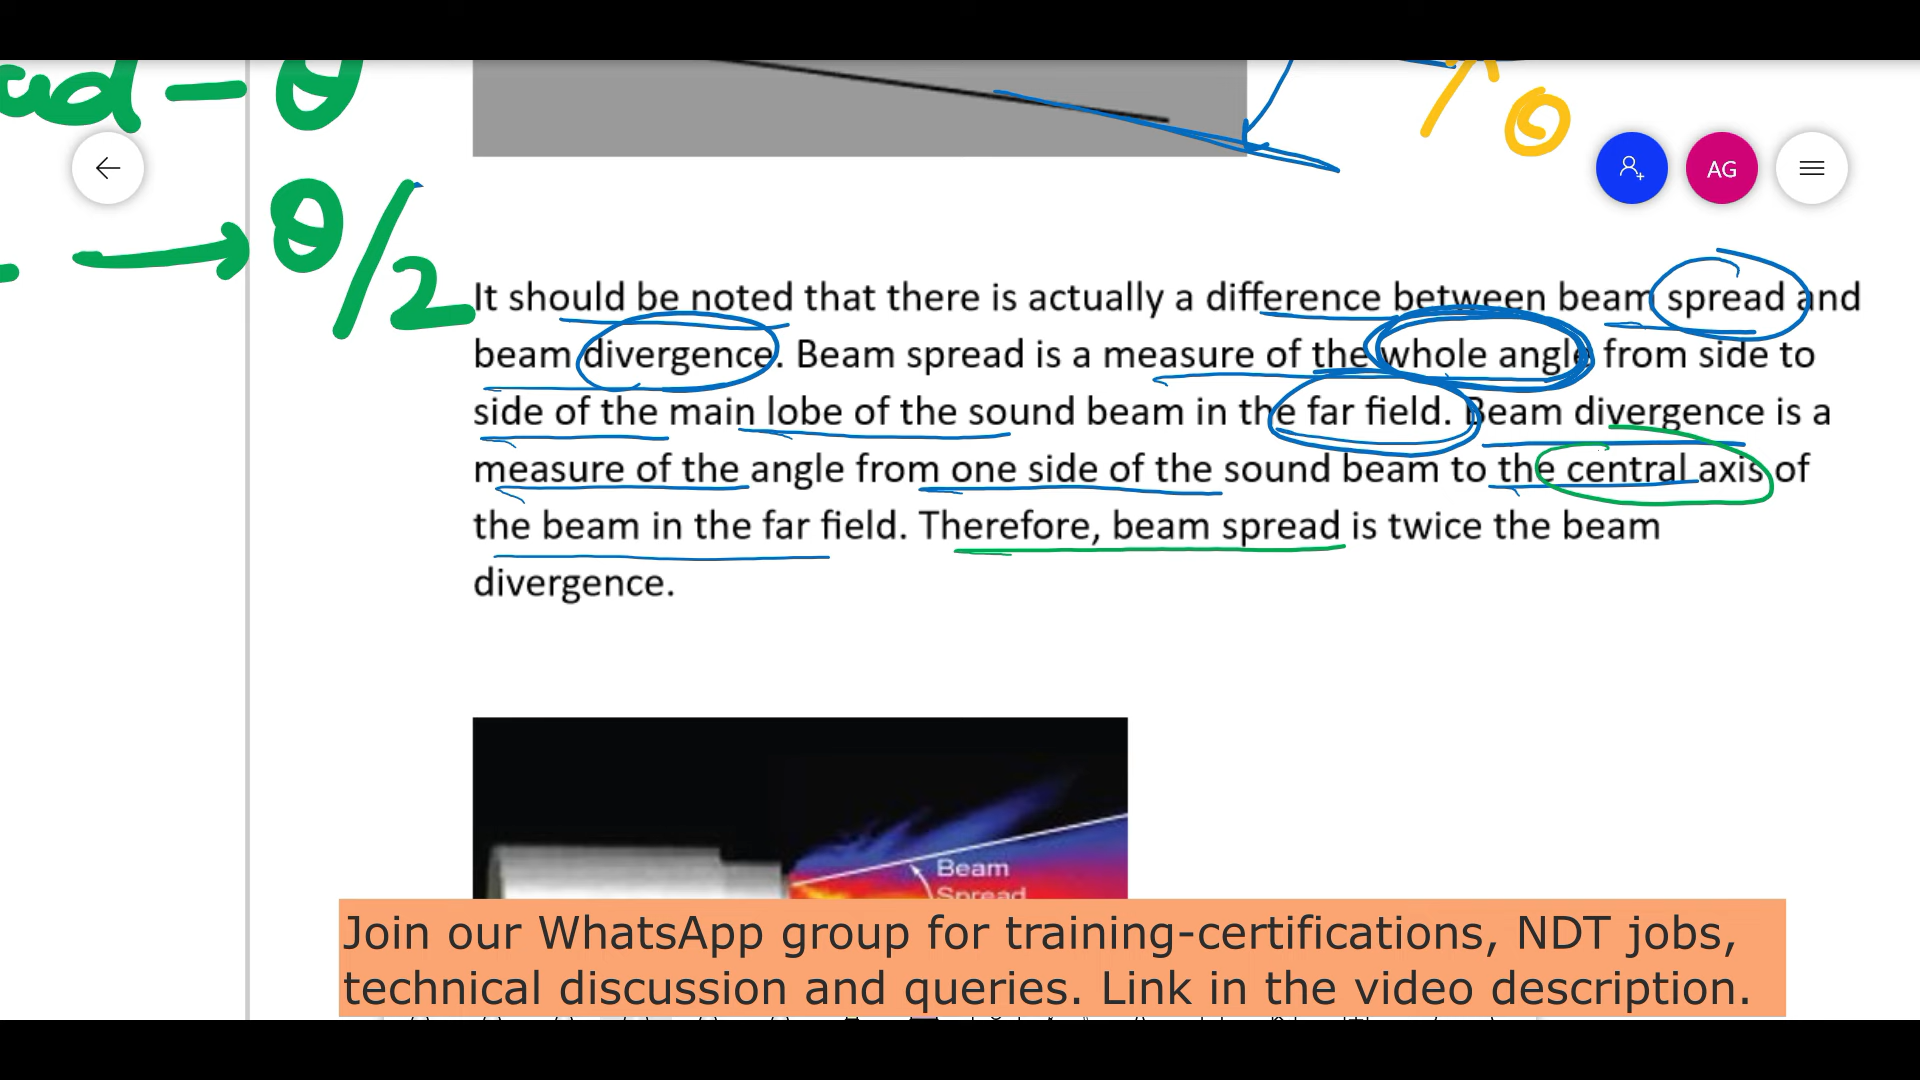 ad - θ
θ/2
AG
It should be noted that there is actually a difference between beam spread and
beam divergence. Beam spread is a measure of the whole angle from side to
side of the main lobe of the sound beam in the far field. Beam divergence is a
measure of the angle from one side of the sound beam to the central axis of
the beam in the far field. Therefore, beam spread is twice the beam
divergence.
Beam
Spread
Join our WhatsApp group for training-certifications, NDT jobs,
technical discussion and queries. Link in the video description.